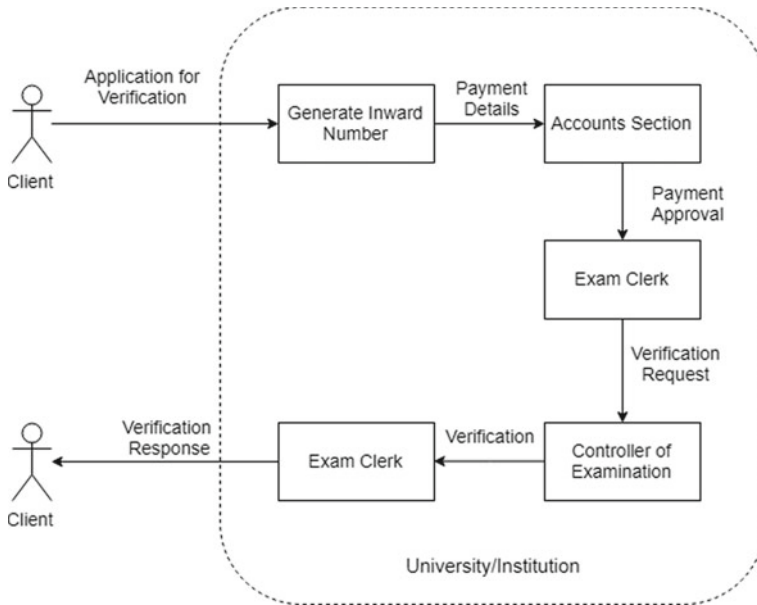 Application for
Verification
Client
Generate Inward
Number
Payment
Details
Accounts Section
Payment
Approval
Exam Clerk
Verification
Request
Controller of
Examination
Verification
Exam Clerk
Verification
Response
Client
University/Institution